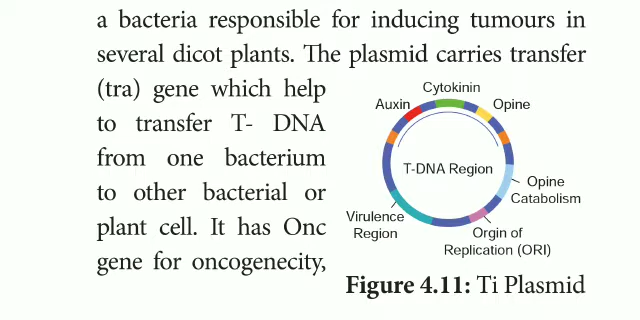 a bacteria responsible for inducing tumours in
several dicot plants. The plasmid carries transfer
(tra) gene which help
to transfer T- DNA
from one bacterium
to other bacterial or
plant cell. It has Onc
gene for oncogenecity,
Cytokinin
Auxin
Opine
T-DNA Region
Opine
Catabolism
Virulence
Region
Orgin of
Replication (ORI)
Figure 4.11: Ti Plasmid